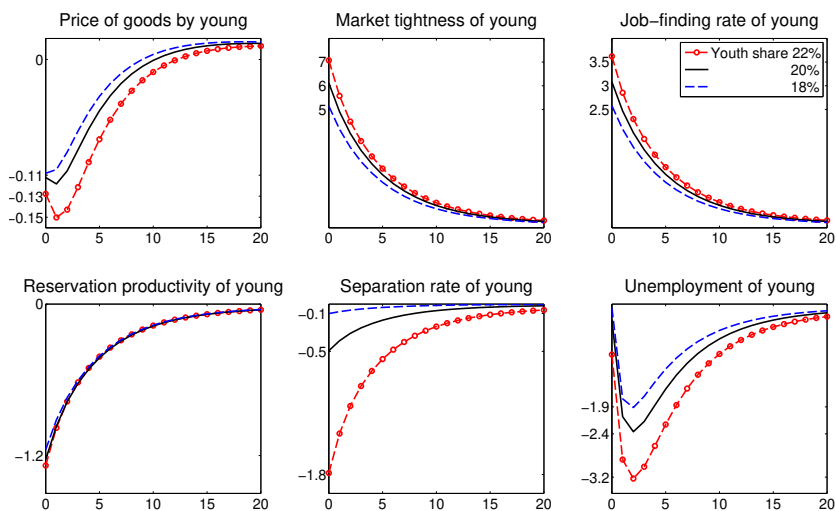 Price of goods by young
Market tightness of young
Job-finding rate of young
0
-0.11
-0.13
-0.15
0 5 10 15 20
7
6
5
0 5 10 15 20
3.5
3
2.5
0 5 10 15 20
Youth share 22%
20%
18%
Reservation productivity of young
Separation rate of young
Unemployment of young
0
-1.2
0 5 10 15 20
-0.1
-0.5
-1.8
0 5 10 15 20
-1.9
-2.4
-3.2
0 5 10 15 20